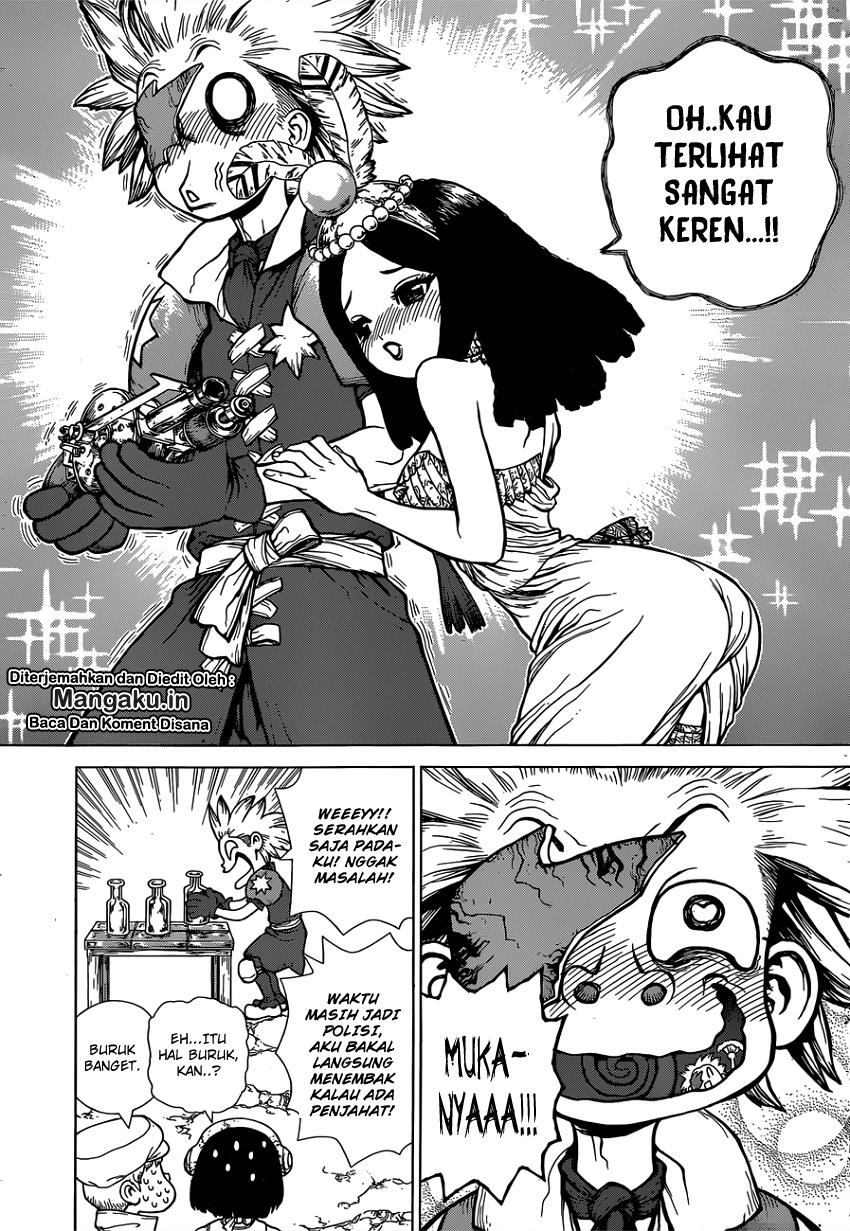 OH..KAU
TERLIHAT
SANGAT
KEREN...!!
Diterjemahkan dan Diedit Oleh :
Mangaku.in
Baca Dan Koment Disana
MUKA-
NYAAA!!!
WEEEYY!!
SERAHKAN
SAJA PADA-
KU! NGGAK
MASALAH!
WAKTU
MASIH JADI
POLISI,
AKU BAKAL
LANGSUNG
MENEMBAK
KALAU ADA
PENJAHAT!
EH...ITU
HAL BURUK,
KAN..?
BURUK
BANGET.